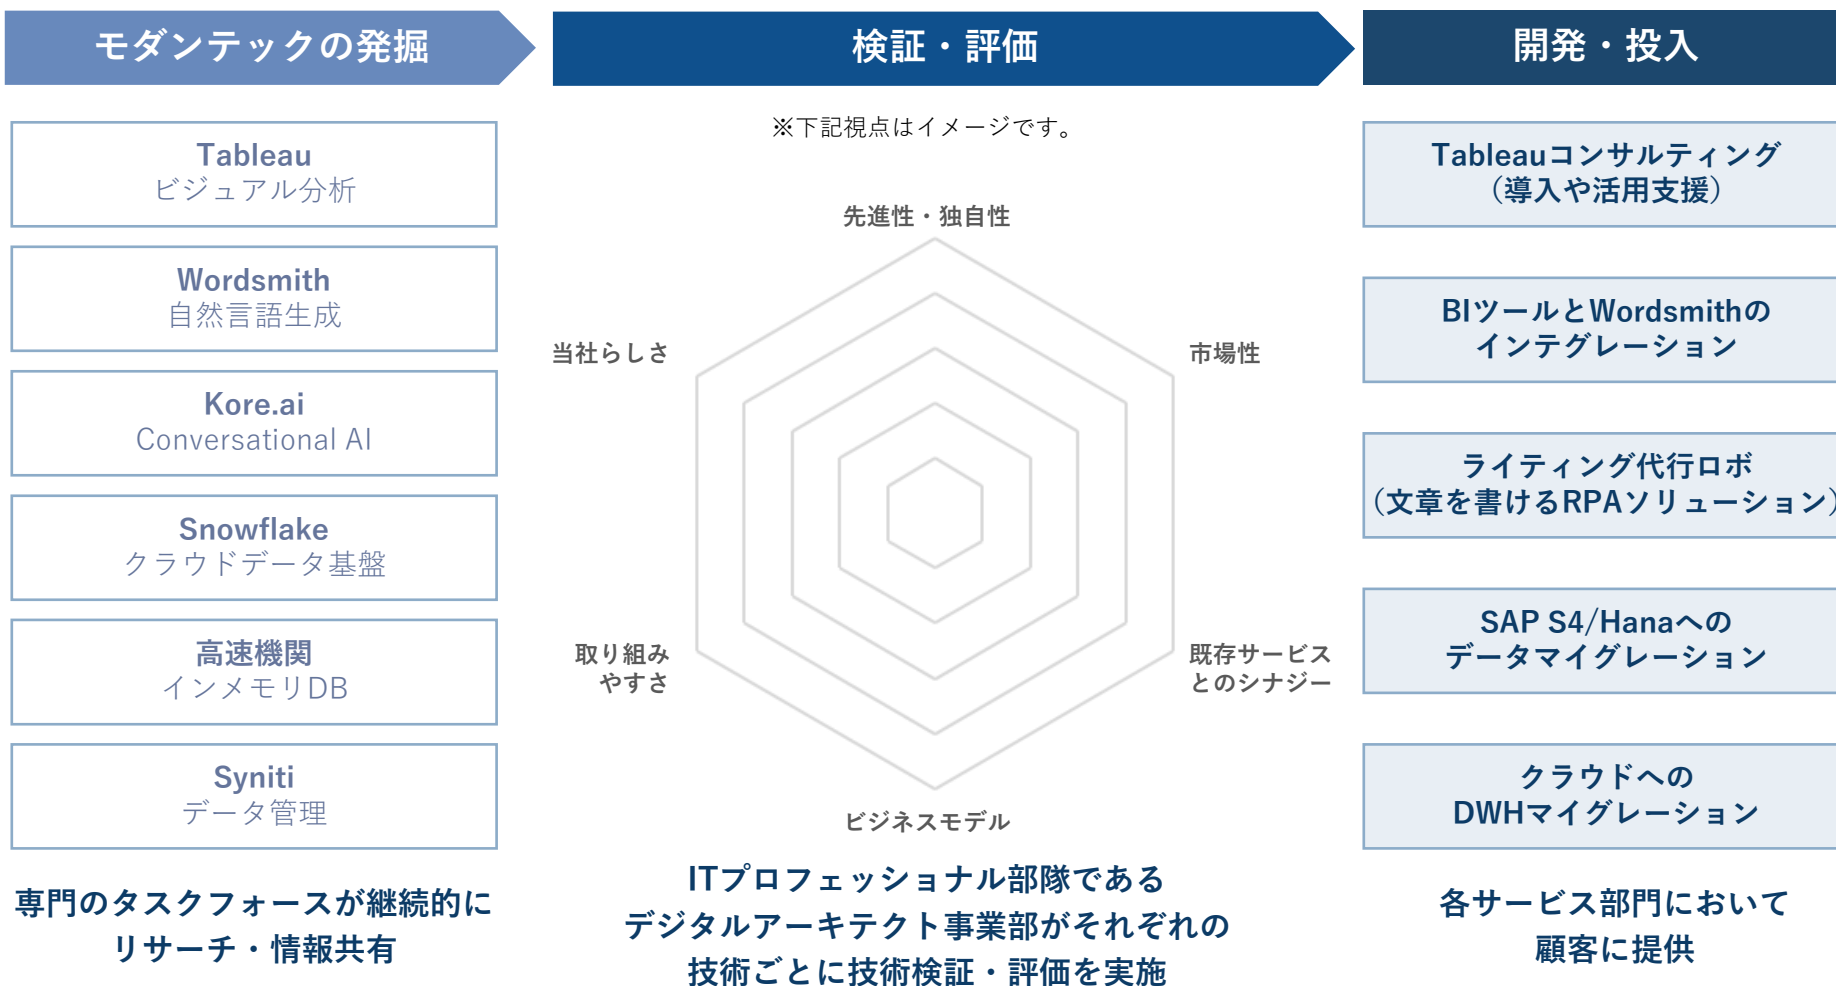 モダンテックの発掘
検証・評価
開発・投入
Tableau
ビジュアル分析
Wordsmith
自然言語生成
Kore.ai
Conversational AI
Snowflake
クラウドデータ基盤
高速機関
インメモリDB
Syniti
データ管理
専門のタスクフォースが継続的に
リサーチ・情報共有
※下記視点はイメージです。
先進性・独自性
当社らしさ
市場性
取り組み
やすさ
既存サービス
とのシナジー
ビジネスモデル
ITプロフェッショナル部隊である
デジタルアーキテクト事業部がそれぞれの
技術ごとに技術検証・評価を実施
Tableauコンサルティング
（導入や活用支援）
BIツールとWordsmithの
インテグレーション
ライティング代行ロボ
（文章を書けるRPAソリューション）
SAP S4/Hanaへの
データマイグレーション
クラウドへの
DWHマイグレーション
各サービス部門において
顧客に提供